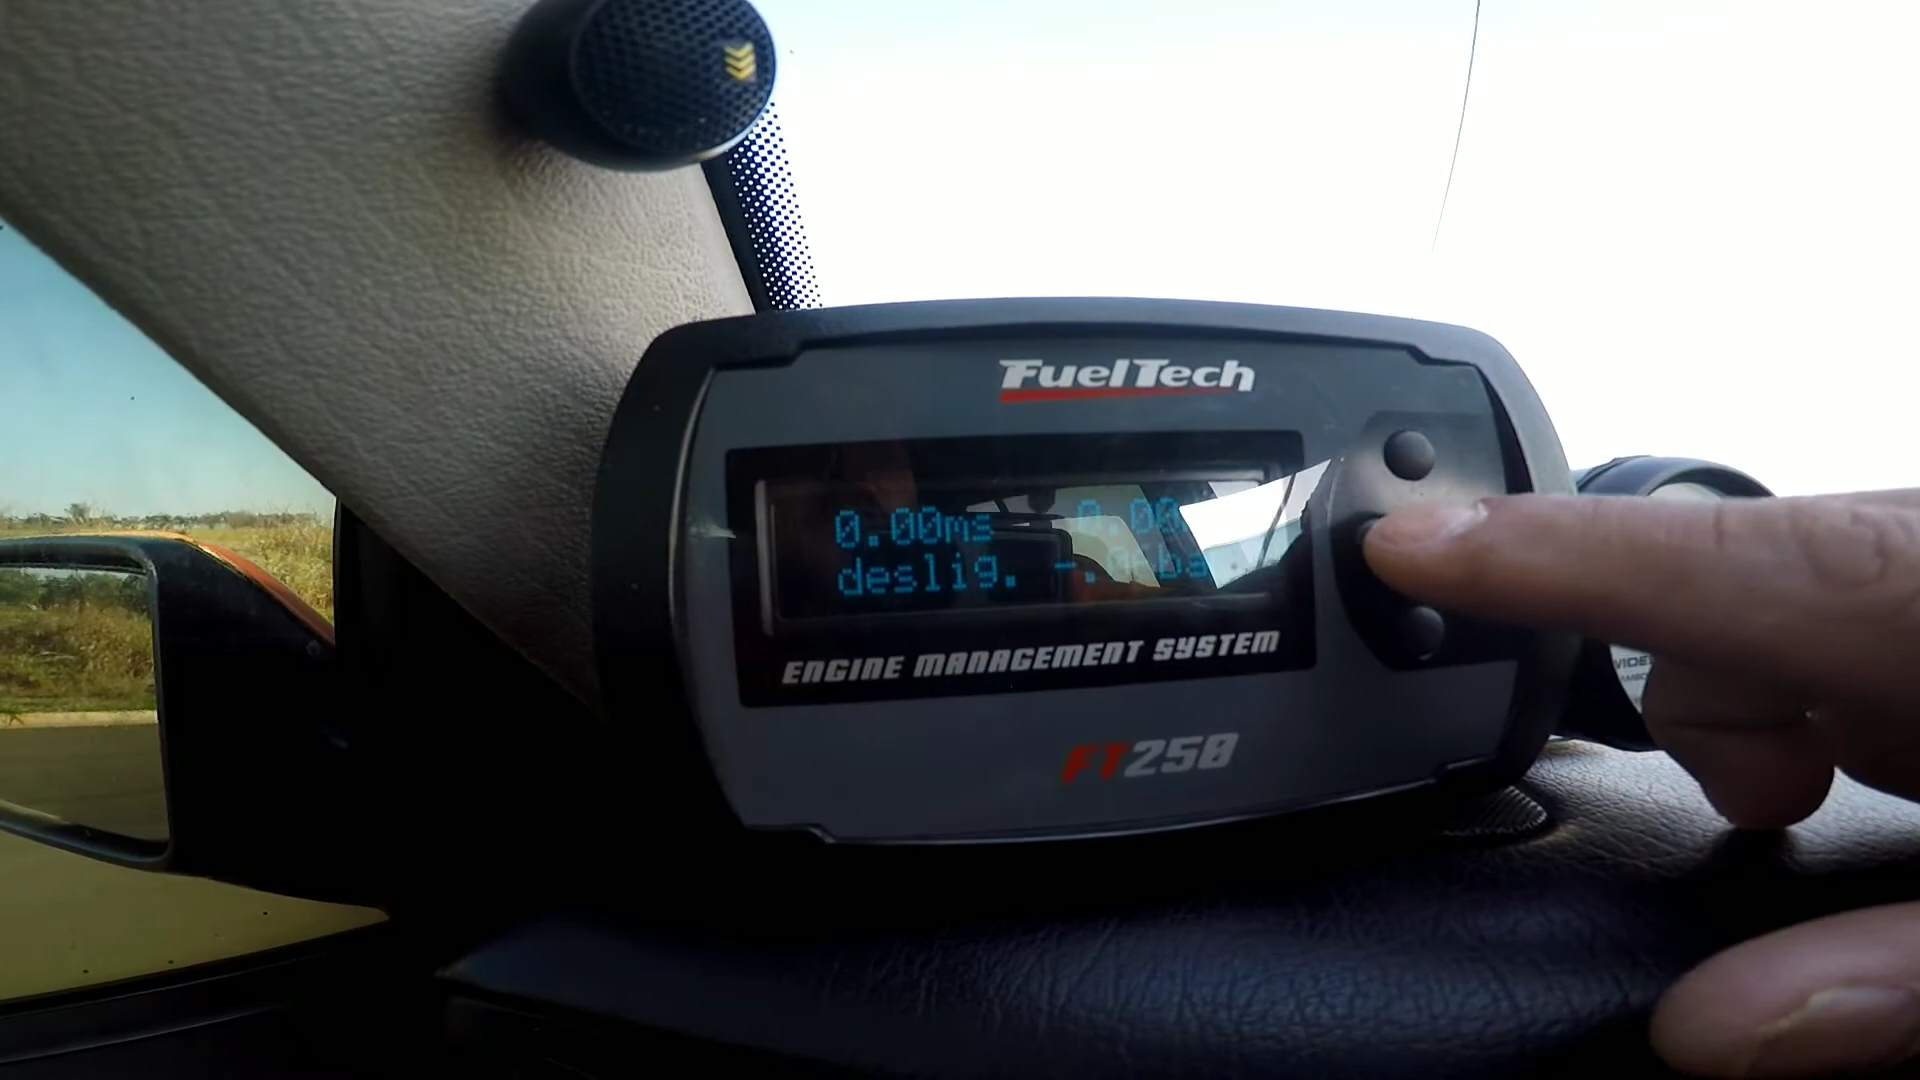 FuelTech
0.00ms
deslig.
ENGINE MANAGEMENT SYSTEM
FT250